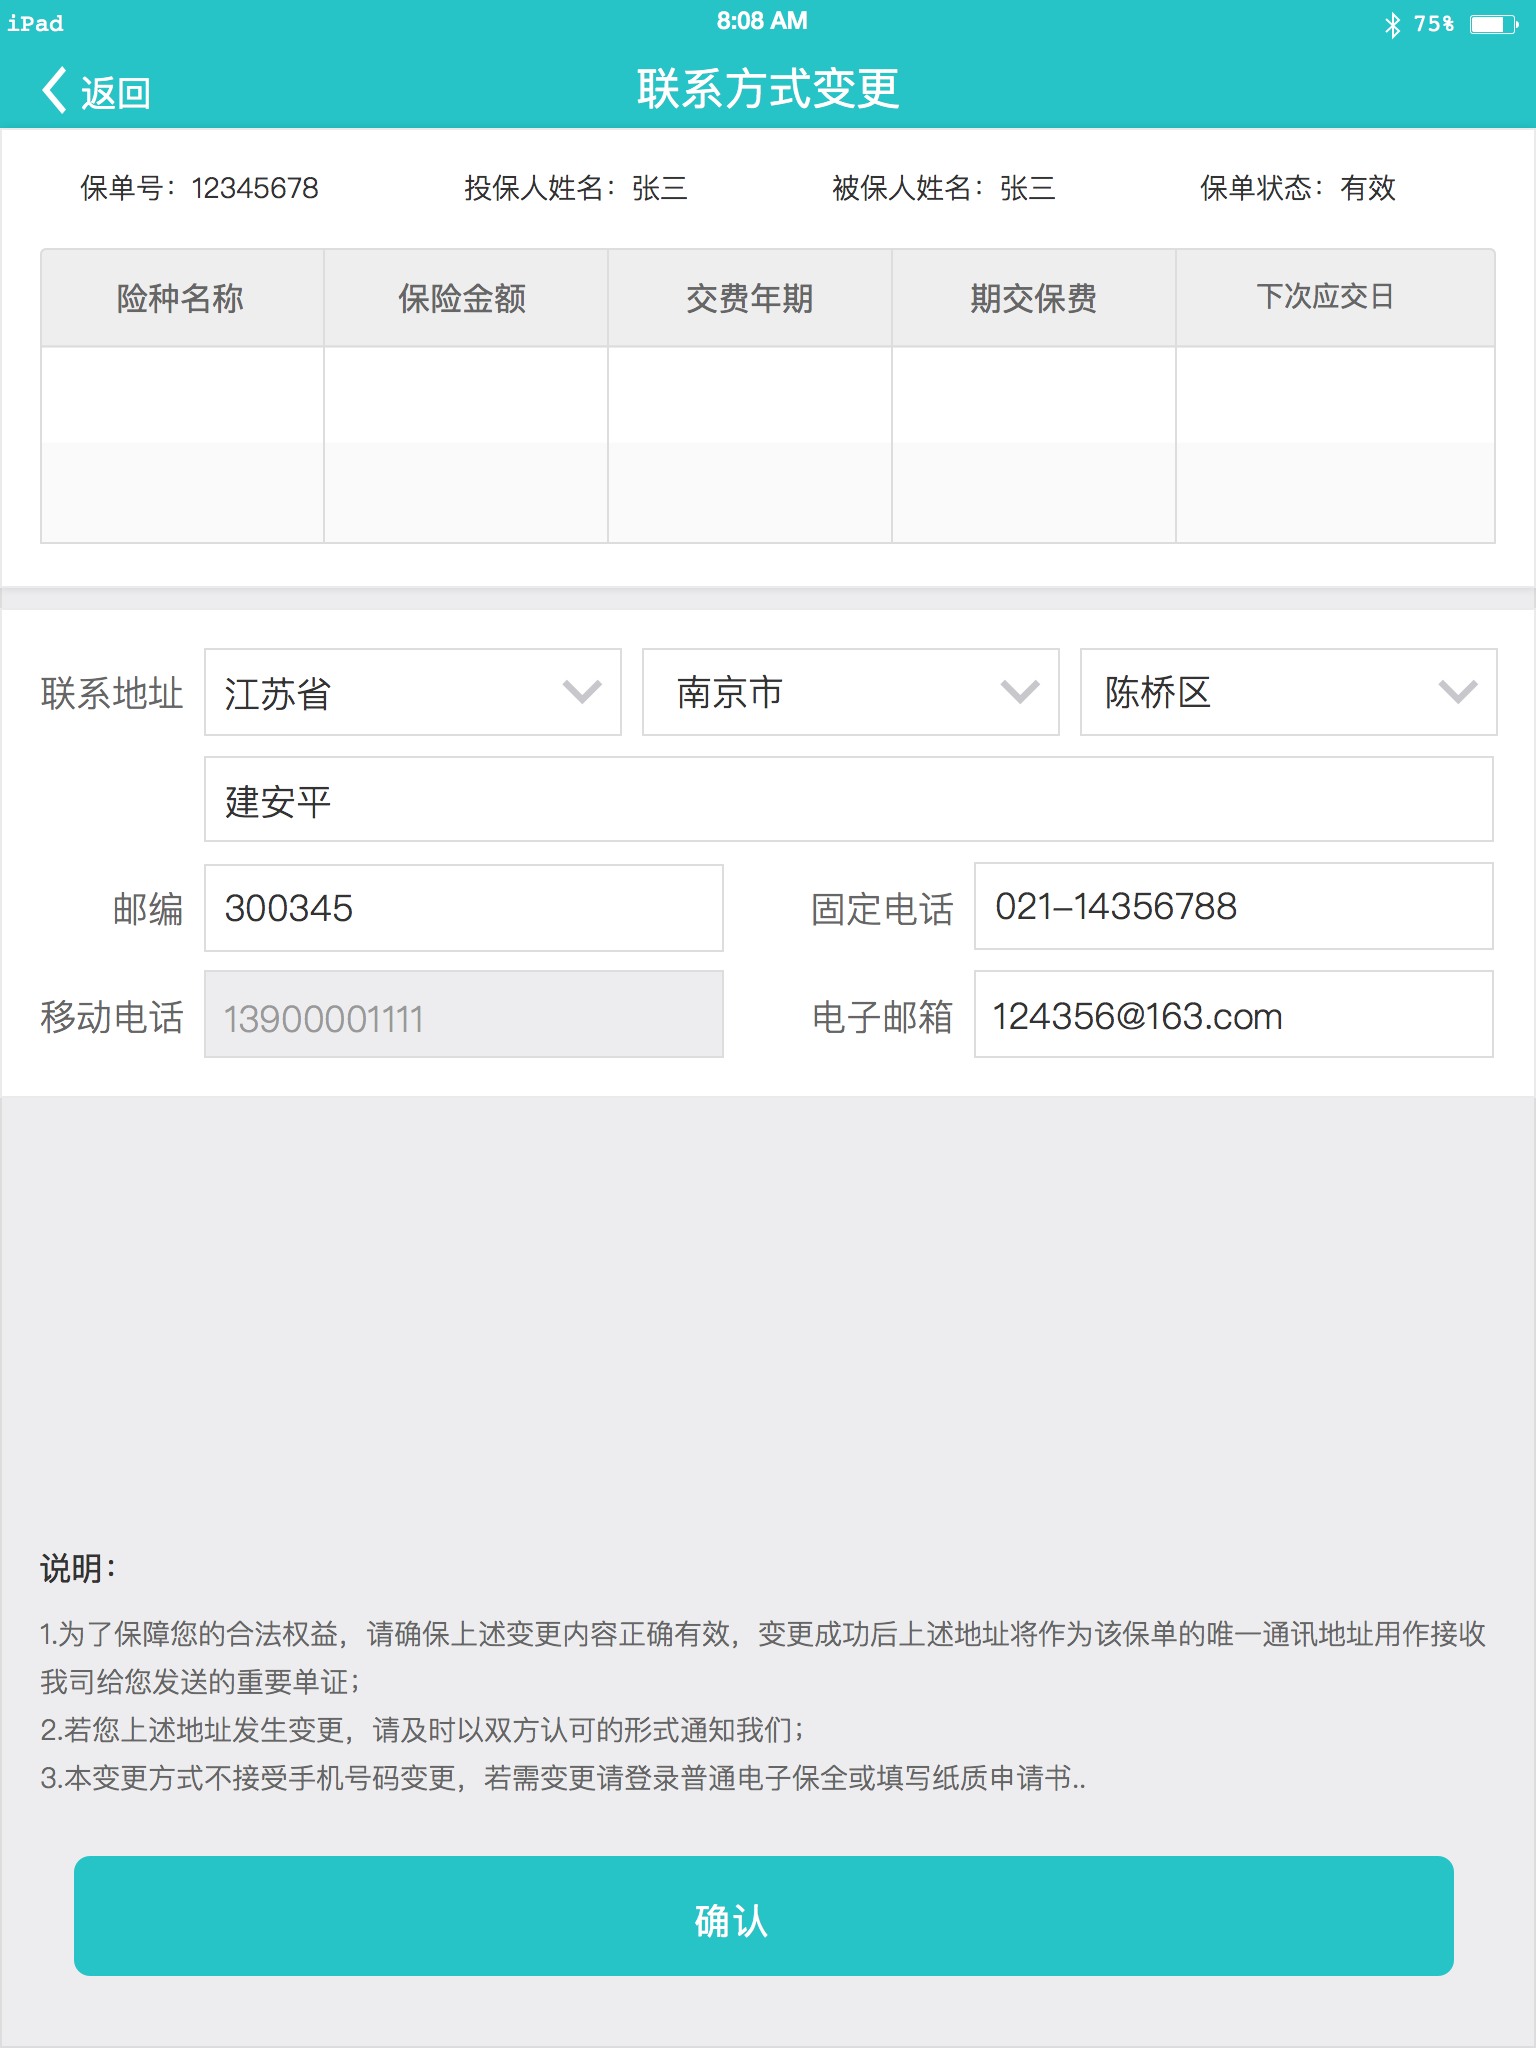 iPad 8:08 AM 75%
返回 联系方式变更
保单号：12345678 投保人姓名：张三 被保人姓名：张三 保单状态：有效
险种名称 保险金额 交费年期 期交保费 下次应交日
联系地址 江苏省 南京市 陈桥区
建安平
邮编 300345 固定电话 021-14356788
移动电话 13900001111 电子邮箱 124356@163.com
说明：
1.为了保障您的合法权益，请确保上述变更内容正确有效，变更成功后上述地址将作为该保单的唯一通讯地址用作接收
我司给您发送的重要单证；
2.若您上述地址发生变更，请及时以双方认可的形式通知我们；
3.本变更方式不接受手机号码变更，若需变更请登录普通电子保全或填写纸质申请书..
确认